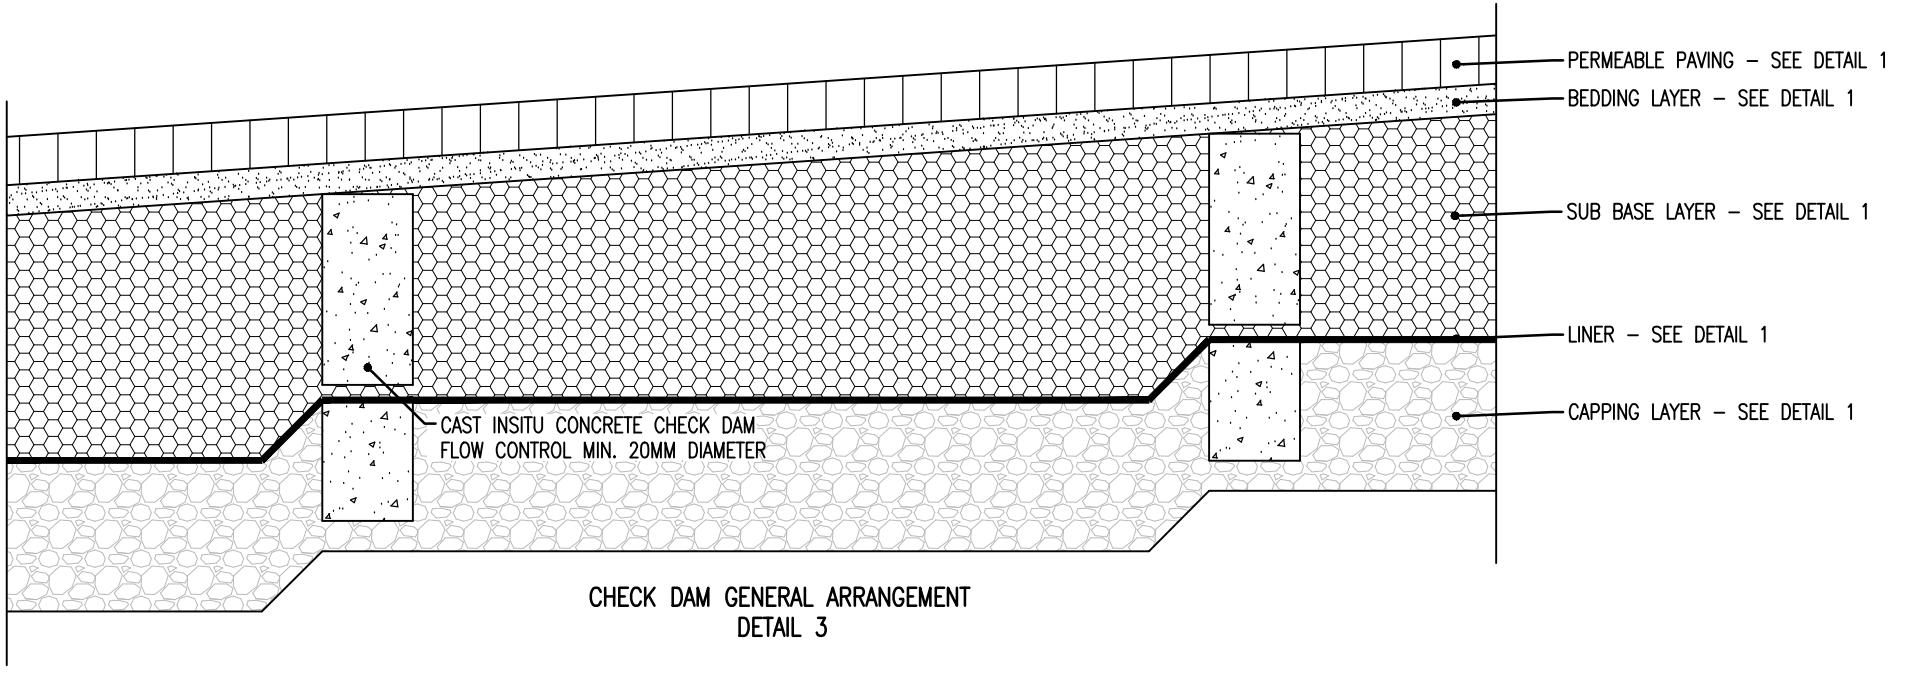 PERMEABLE PAVING – SEE DETAIL 1
BEDDING LAYER – SEE DETAIL 1
SUB BASE LAYER – SEE DETAIL 1
LINER – SEE DETAIL 1
CAPPING LAYER – SEE DETAIL 1
CAST INSITU CONCRETE CHECK DAM
FLOW CONTROL MIN. 20MM DIAMETER
CHECK DAM GENERAL ARRANGEMENT
DETAIL 3